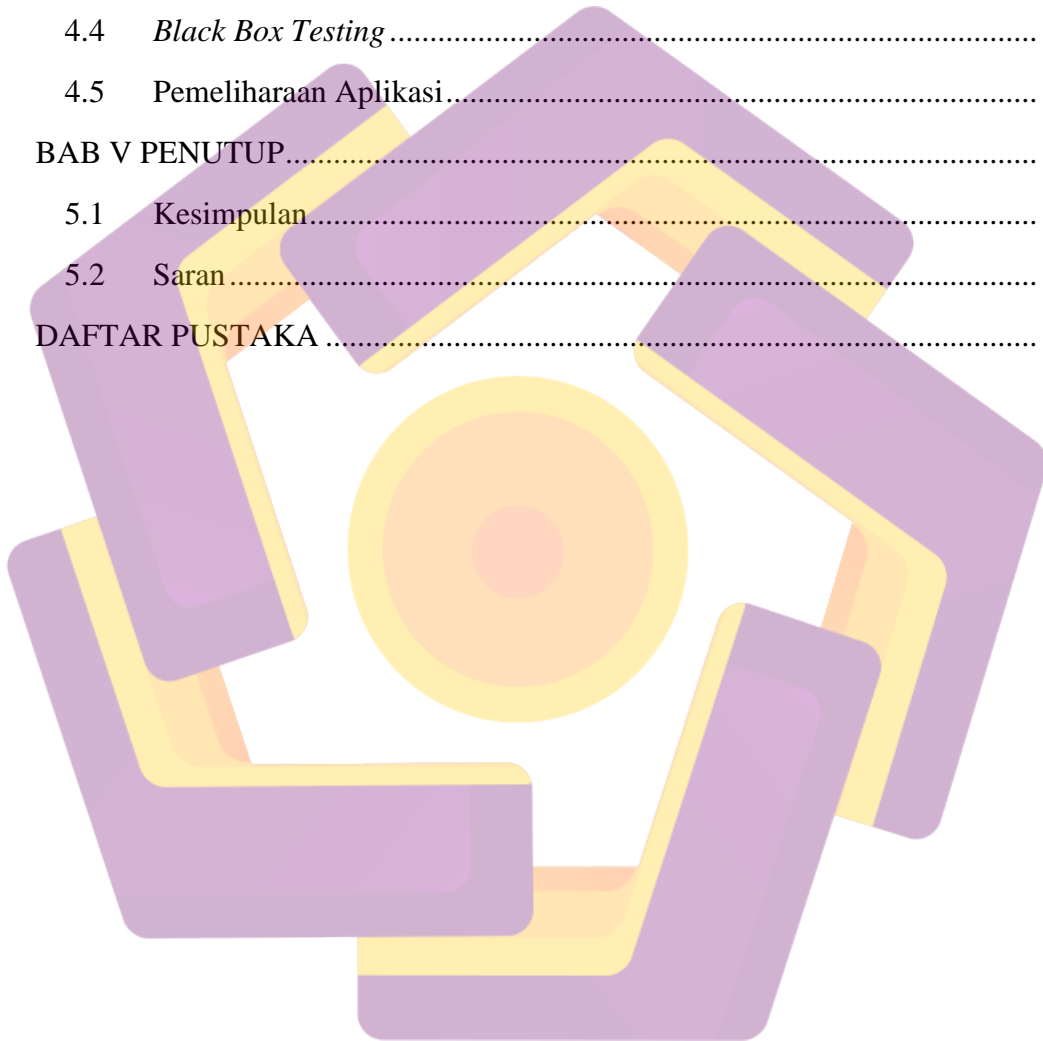 4.4 Black Box Testing................................................................................
4.5 Pemeliharaan Aplikasi..........................................................................
BAB V PENUTUP..............................................................................................
5.1 Kesimpulan...........................................................................................
5.2 Saran.....................................................................................................
DAFTAR PUSTAKA .........................................................................................